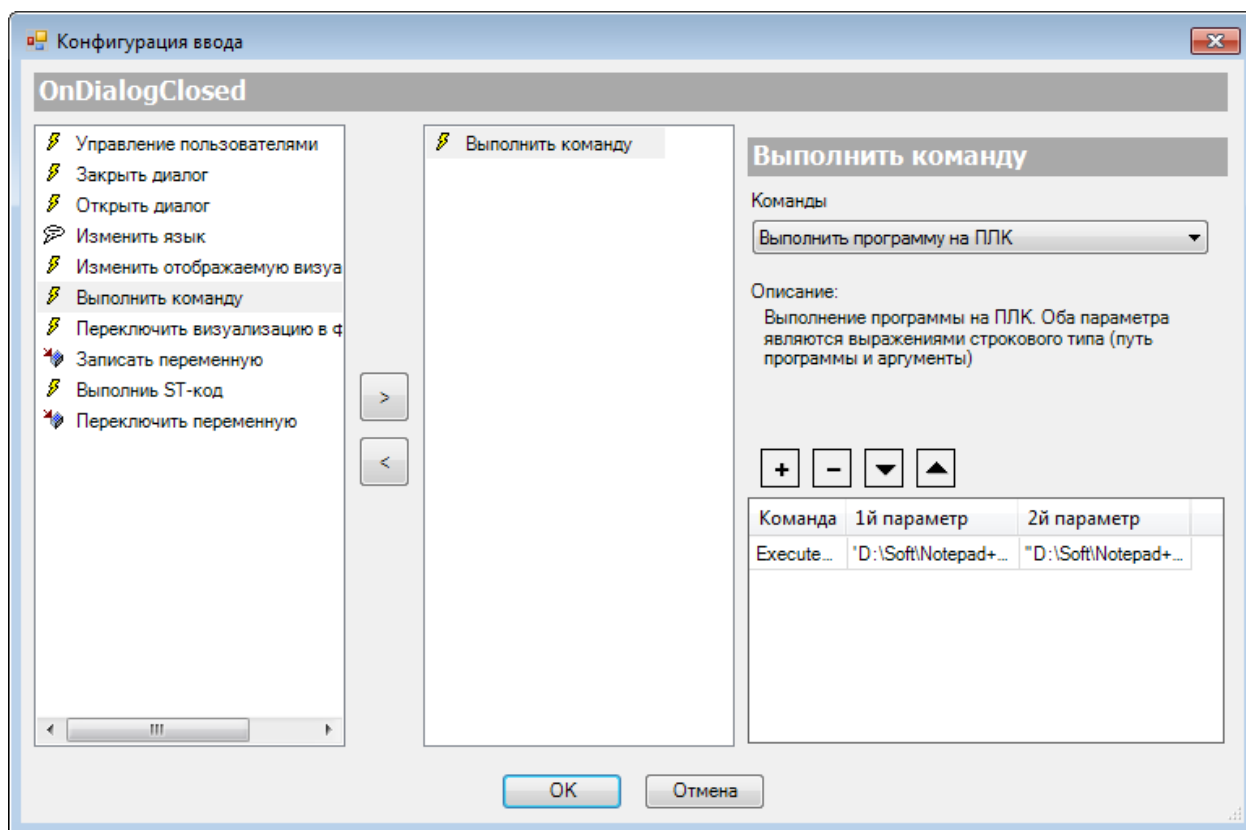 Конфигурация ввода
OnDialogClosed
Управление пользователями
Закрыть диалог
Открыть диалог
Изменить язык
Изменить отображаемую визуа
Выполнить команду
Переключить визуализацию в ф
Записать переменную
Выполниь ST-код
Переключить переменную
>
<
Выполнить команду
Выполнить команду
Команды
Выполнить программу на ПЛК
Описание:
Выполнение программы на ПЛК. Оба параметра
являются выражениями строкового типа (путь
программы и аргументы)
+ −
Команда 1й параметр 2й параметр
Execute... 'D:\Soft\Notepad+... '"D:\Soft\Notepad+...
OK Отмена